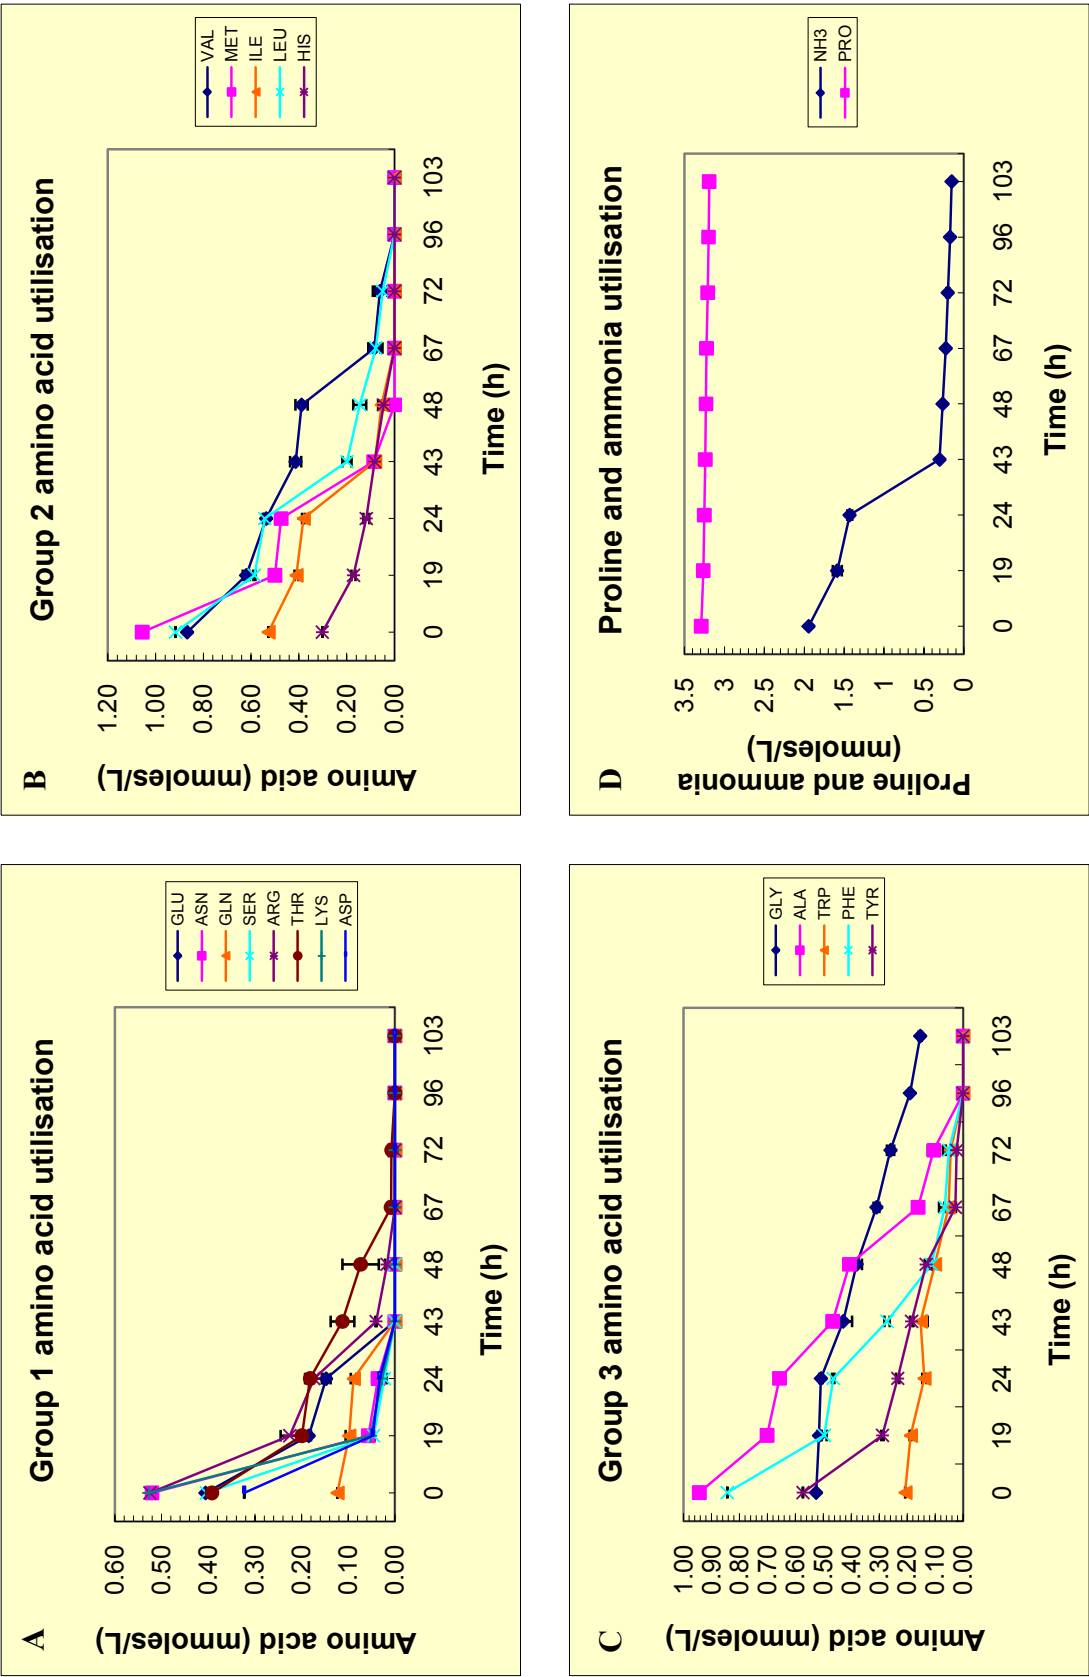 A
Group 1 amino acid utilisation
Amino acid (mmoles/L)
0.60
0.50
0.40
0.30
0.20
0.10
0.00
0 19 24 43 48 67 72 96 103
Time (h)
GLU
ASN
GLN
SER
ARG
THR
LYS
ASP
B
Group 2 amino acid utilisation
Amino acid (mmoles/L)
1.20
1.00
0.80
0.60
0.40
0.20
0.00
0 19 24 43 48 67 72 96 103
Time (h)
VAL
MET
ILE
LEU
HIS
C
Group 3 amino acid utilisation
Amino acid (mmoles/L)
1.00
0.90
0.80
0.70
0.60
0.50
0.40
0.30
0.20
0.10
0.00
0 19 24 43 48 67 72 96 103
Time (h)
GLY
ALA
TRP
PHE
TYR
D
Proline and ammonia utilisation
Proline and ammonia
(mmoles/L)
3.5
3
2.5
2
1.5
1
0.5
0
0 19 24 43 48 67 72 96 103
Time (h)
NH3
PRO